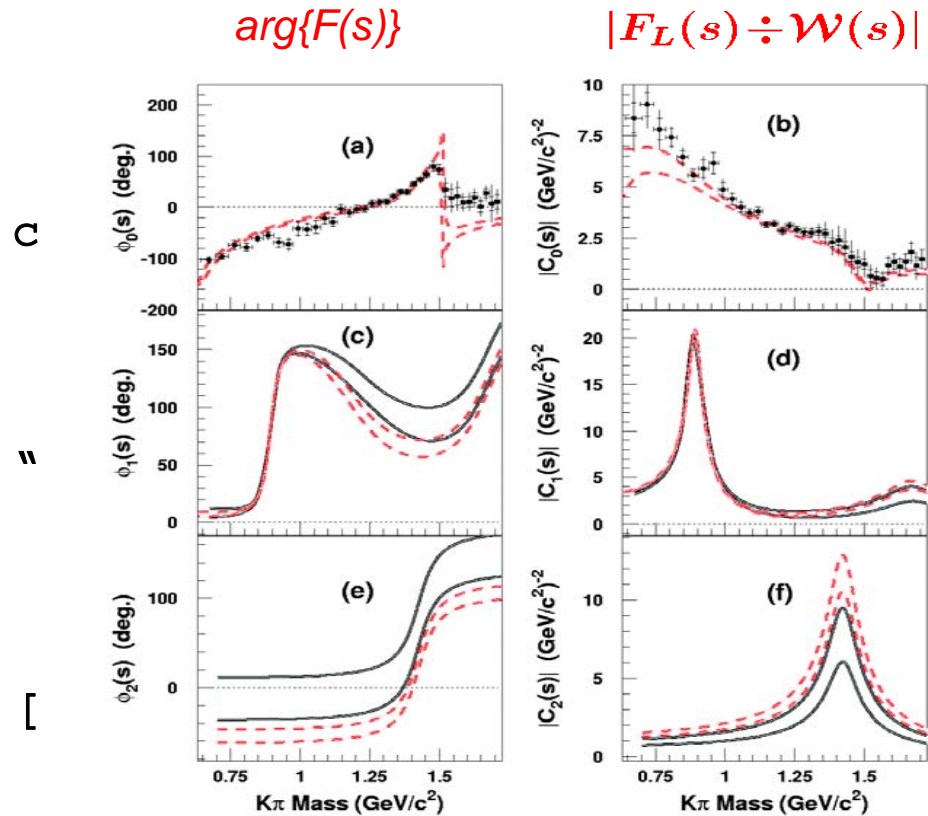 arg{F(s)}
|F_L(s) ÷ W(s)|
C
“
[
ϕ0(s) (deg.)
200
100
0
-100
-200
(a)
|C0(s)| (GeV/c²)⁻²
10
7.5
5
2.5
0
(b)
ϕ1(s) (deg.)
150
100
50
0
(c)
|C1(s)| (GeV/c²)⁻²
20
15
10
5
0
(d)
ϕ2(s) (deg.)
100
0
(e)
0.75 1 1.25 1.5
Kπ Mass (GeV/c²)
|C2(s)| (GeV/c²)⁻²
10
5
0
(f)
0.75 1 1.25 1.5
Kπ Mass (GeV/c²)